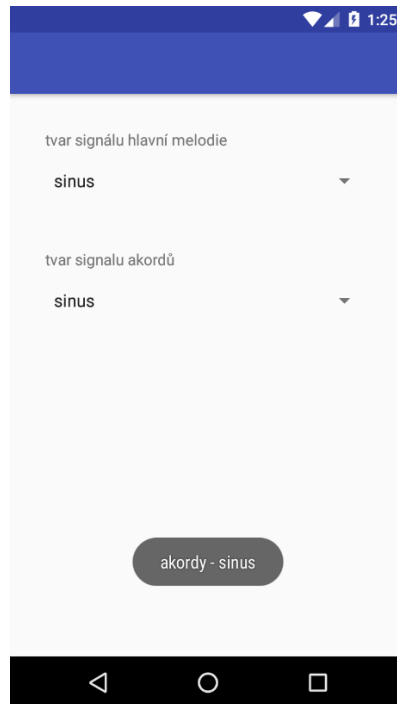 1:25
tvar signálu hlavní melodie
sinus
tvar signalu akordů
sinus
akordy - sinus